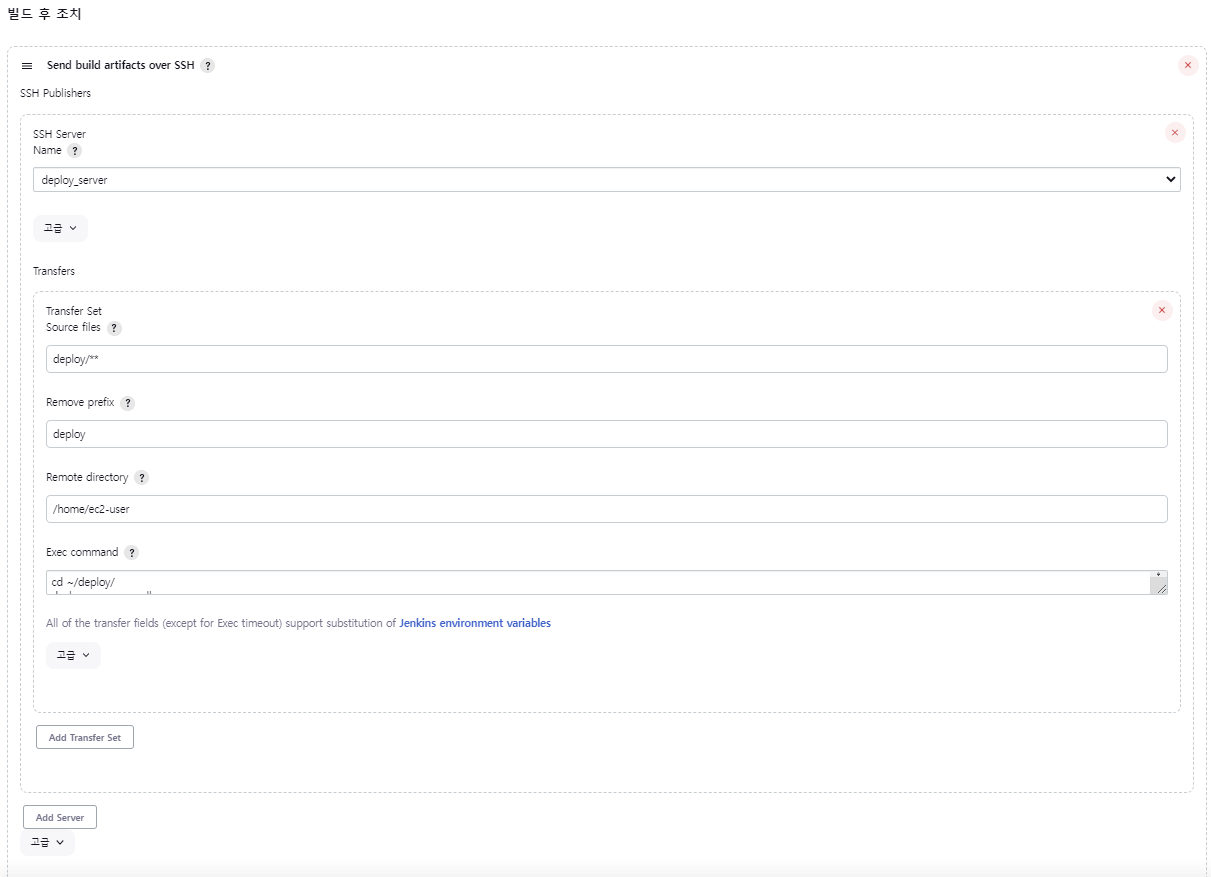 빌드 후 조치
Send build artifacts over SSH ?
SSH Publishers
SSH Server
Name ?
deploy_server
고급
Transfers
Transfer Set
Source files ?
deploy/**
Remove prefix ?
deploy
Remote directory ?
/home/ec2-user
Exec command ?
cd ~/deploy/
All of the transfer fields (except for Exec timeout) support substitution of Jenkins environment variables
고급
Add Transfer Set
Add Server
고급